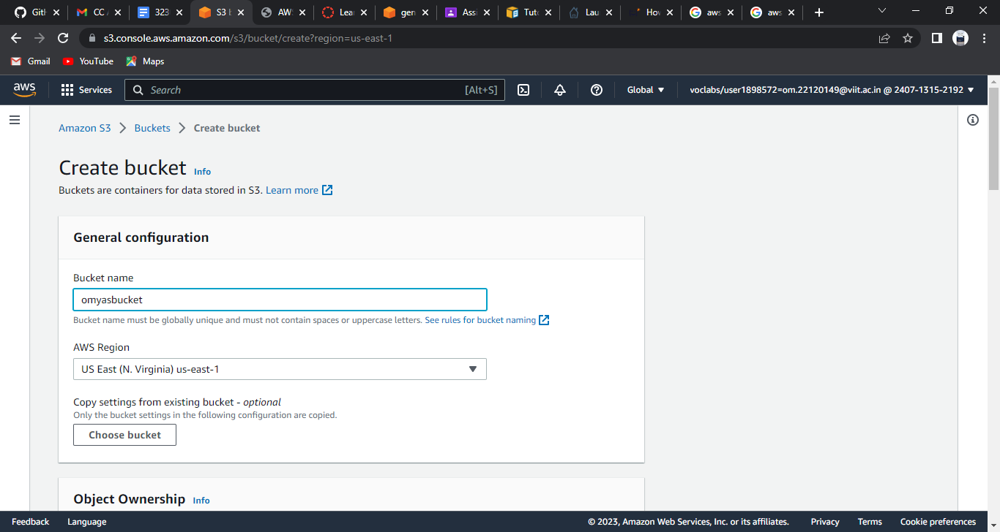 GitH CC 323 S3 b AWS Lea gen Assi Tuto Lau How aws aws
s3.console.aws.amazon.com/s3/bucket/create?region=us-east-1
Gmail YouTube Maps
aws Services Search [Alt+S] Global voclabs/user1898572=om.22120149@viit.ac.in @ 2407-1315-2192
Amazon S3 Buckets Create bucket
Create bucket Info
Buckets are containers for data stored in S3. Learn more
General configuration
Bucket name
omyasbucket
Bucket name must be globally unique and must not contain spaces or uppercase letters. See rules for bucket naming
AWS Region
US East (N. Virginia) us-east-1
Copy settings from existing bucket - optional
Only the bucket settings in the following configuration are copied.
Choose bucket
Object Ownership Info
Feedback Language © 2023, Amazon Web Services, Inc. or its affiliates. Privacy Terms Cookie preferences